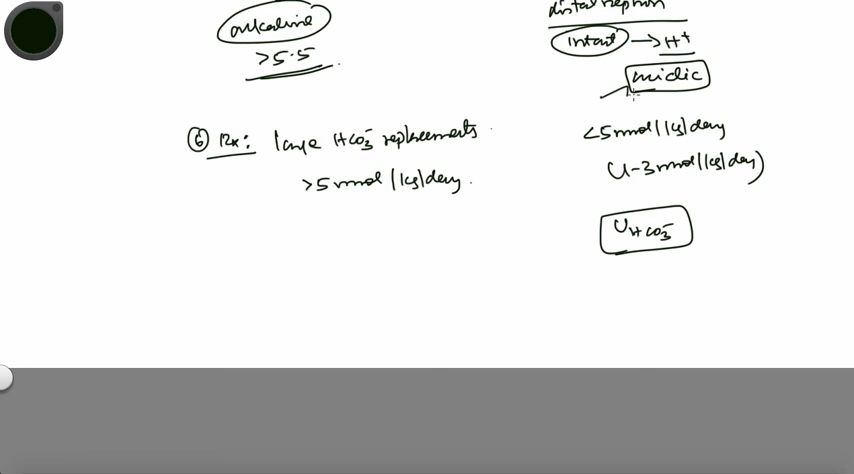 distal nephron
alkaline
intact → H+
>5.5
acidic
⑥ Rx: large HCO3- replacements
<5 mmol/kg/day
>5 mmol/kg/day.
(1-3 mmol/kg/day)
UHCO3-